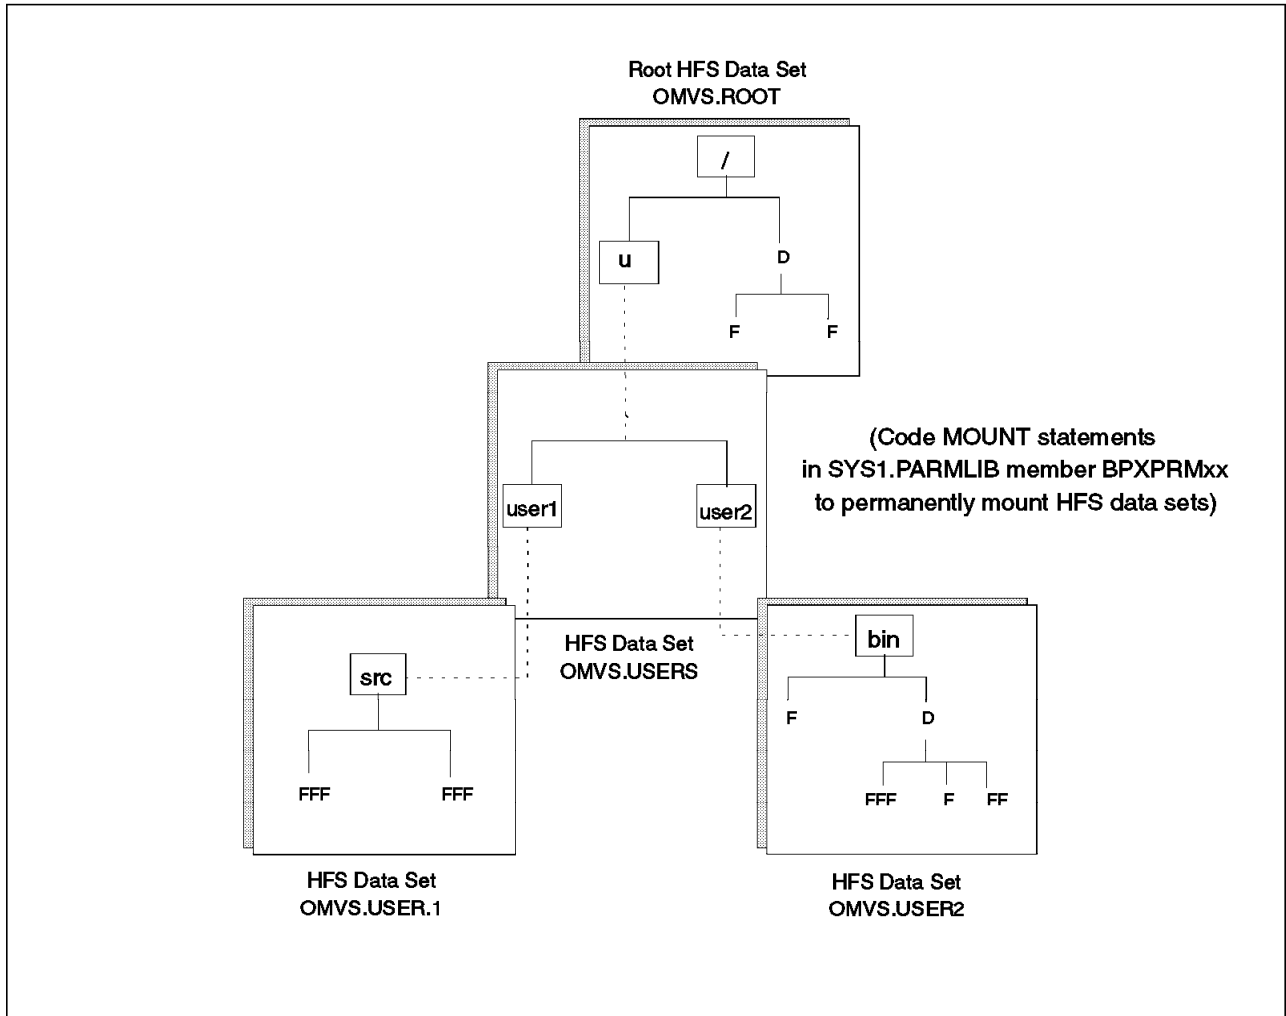 Root HFS Data Set
OMVS.ROOT
/
u
D
F F
(Code MOUNT statements
in SYS1.PARMLIB member BPXPRMxx
to permanently mount HFS data sets)
user1 user2
HFS Data Set
OMVS.USERS
src
FFF FFF
HFS Data Set
OMVS.USER.1
bin
F D
FFF F FF
HFS Data Set
OMVS.USER2